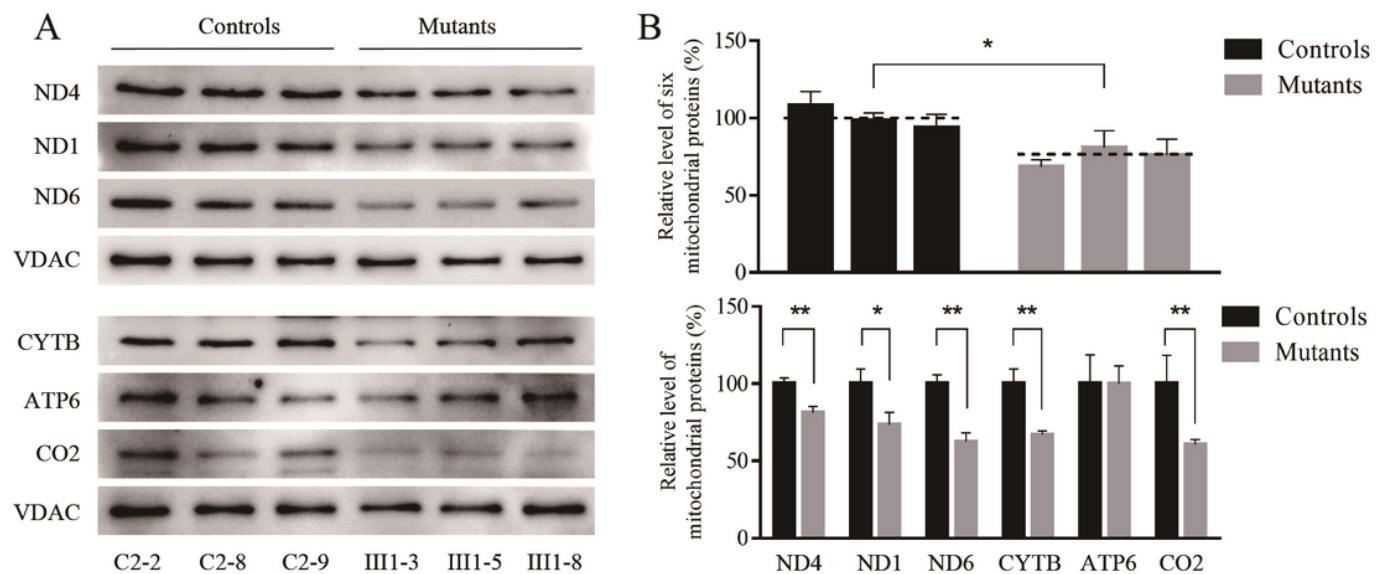 A
Controls Mutants
ND4
ND1
ND6
VDAC
CYTB
ATP6
CO2
VDAC
C2-2 C2-8 C2-9 III1-3 III1-5 III1-8
B
Relative level of six
mitochondrial proteins (%)
150
100
50
0
*
Controls
Mutants
Relative level of
mitochondrial proteins (%)
150
100
50
0
** * ** ** **
Controls
Mutants
ND4 ND1 ND6 CYTB ATP6 CO2